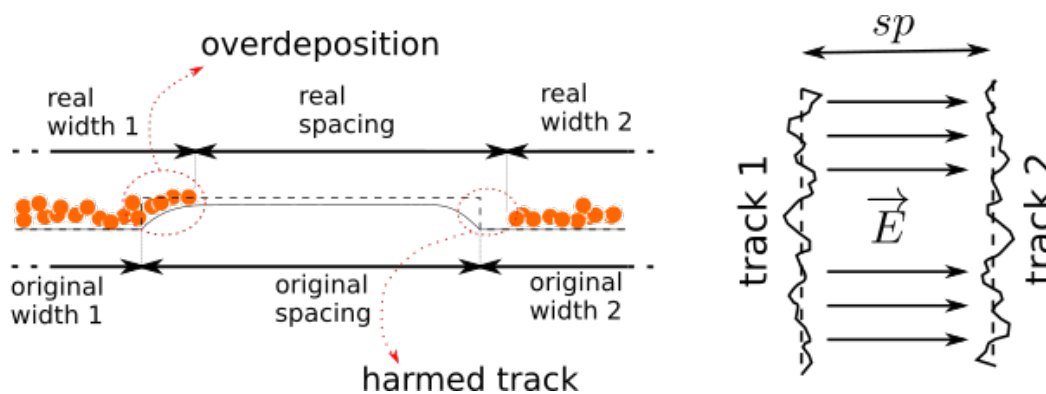 overdeposition
real
width 1
real
spacing
real
width 2
original
width 1
original
spacing
original
width 2
harmed track
sp
track 1
E
track 2